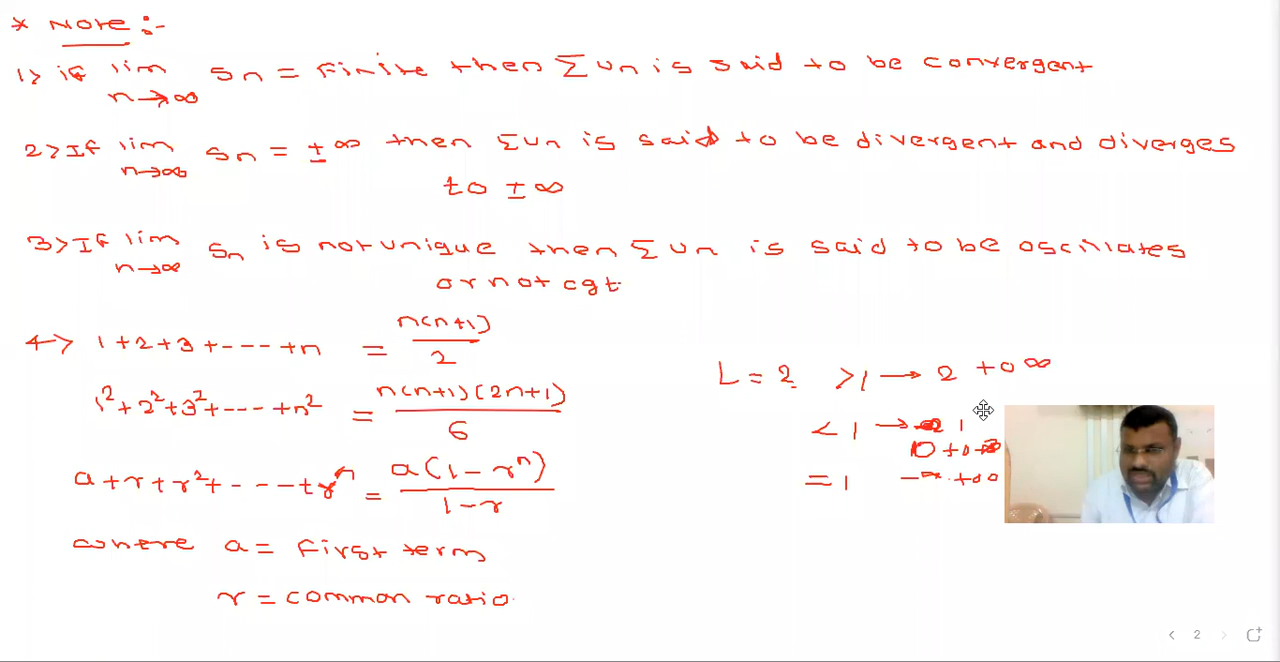 * Note :-
1> if lim n→∞ Sn = finite then Σun is said to be convergent
2> If lim n→∞ Sn = ±∞ then Σun is said to be divergent and diverges
to ±∞
3> If lim n→∞ Sn is not unique then Σun is said to be oscillates
or not cgt.
4> 1+2+3+----+n = n(n+1)/2
1²+2²+3²+----+n² = n(n+1)(2n+1)/6
a+r+r²+----+rⁿ = a(1-rⁿ)/1-r
where a = first term
r = common ratio.
L = 2 >1 → 2 to ∞
<1 → 1
= 1
2